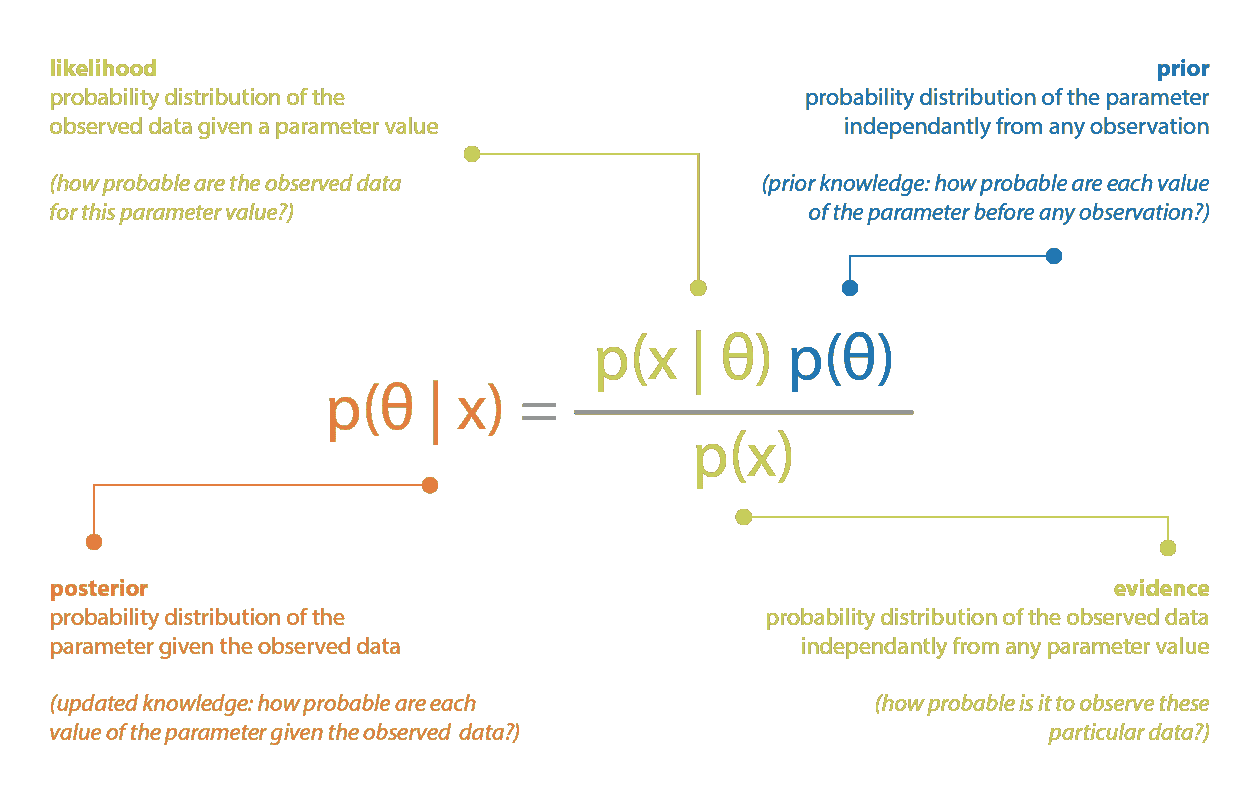 likelihood
probability distribution of the
observed data given a parameter value
(how probable are the observed data
for this parameter value?)
prior
probability distribution of the parameter
independantly from any observation
(prior knowledge: how probable are each value
of the parameter before any observation?)
p(x | θ) p(θ)
p(θ | x) =
p(x)
posterior
probability distribution of the
parameter given the observed data
(updated knowledge: how probable are each
value of the parameter given the observed data?)
evidence
probability distribution of the observed data
independantly from any parameter value
(how probable is it to observe these
particular data?)